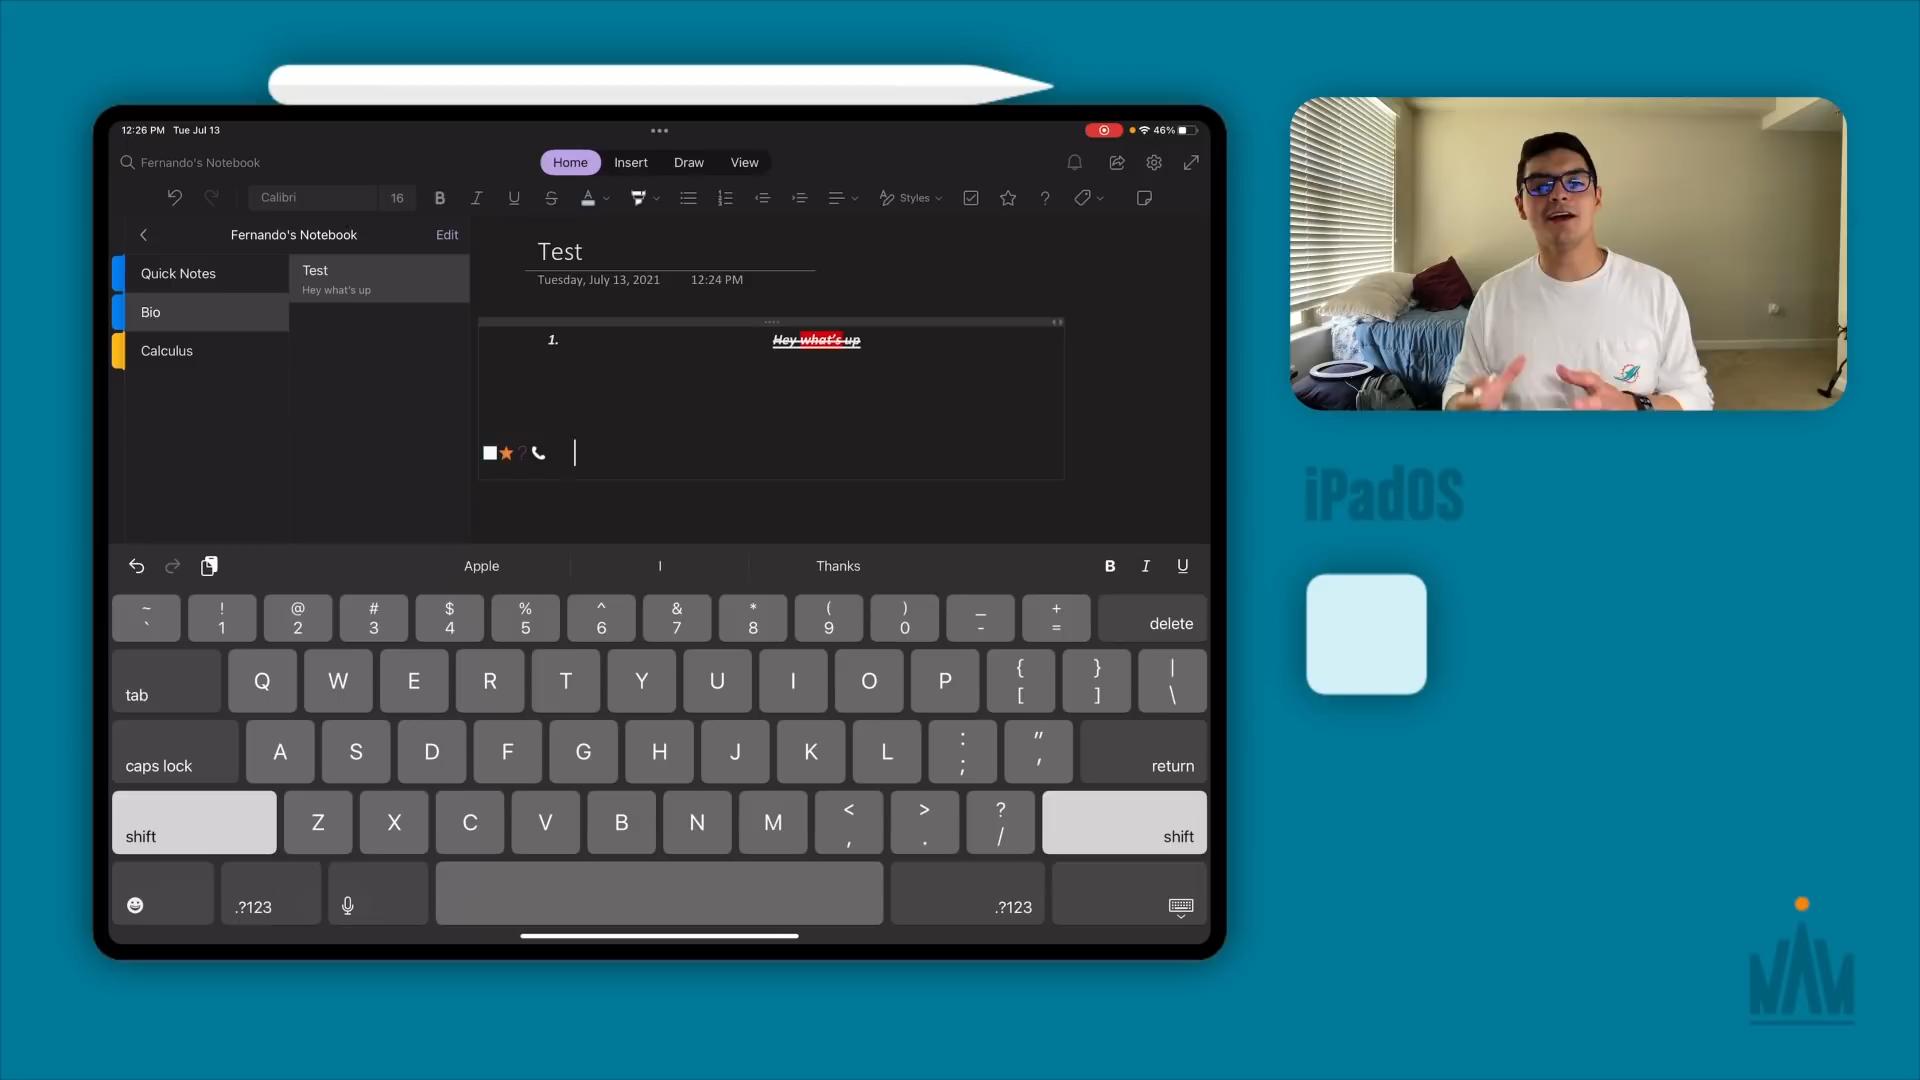 12:26 PM Tue Jul 13
46%
Fernando's Notebook
Home Insert Draw View
Calibri 16 B I U S A Styles ?
Fernando's Notebook Edit
Quick Notes
Bio
Calculus
Test
Hey what's up
Test
Tuesday, July 13, 2021 12:24 PM
1. Hey what's up
?
Apple I Thanks B I U
~ ! @ # $ % ^ & * ( ) _ +
` 1 2 3 4 5 6 7 8 9 0 - = delete
tab Q W E R T Y U I O P { [ } ] | \
caps lock A S D F G H J K L : ; " ' return
shift Z X C V B N M < , > . ? / shift
.?123 .?123
iPadOS